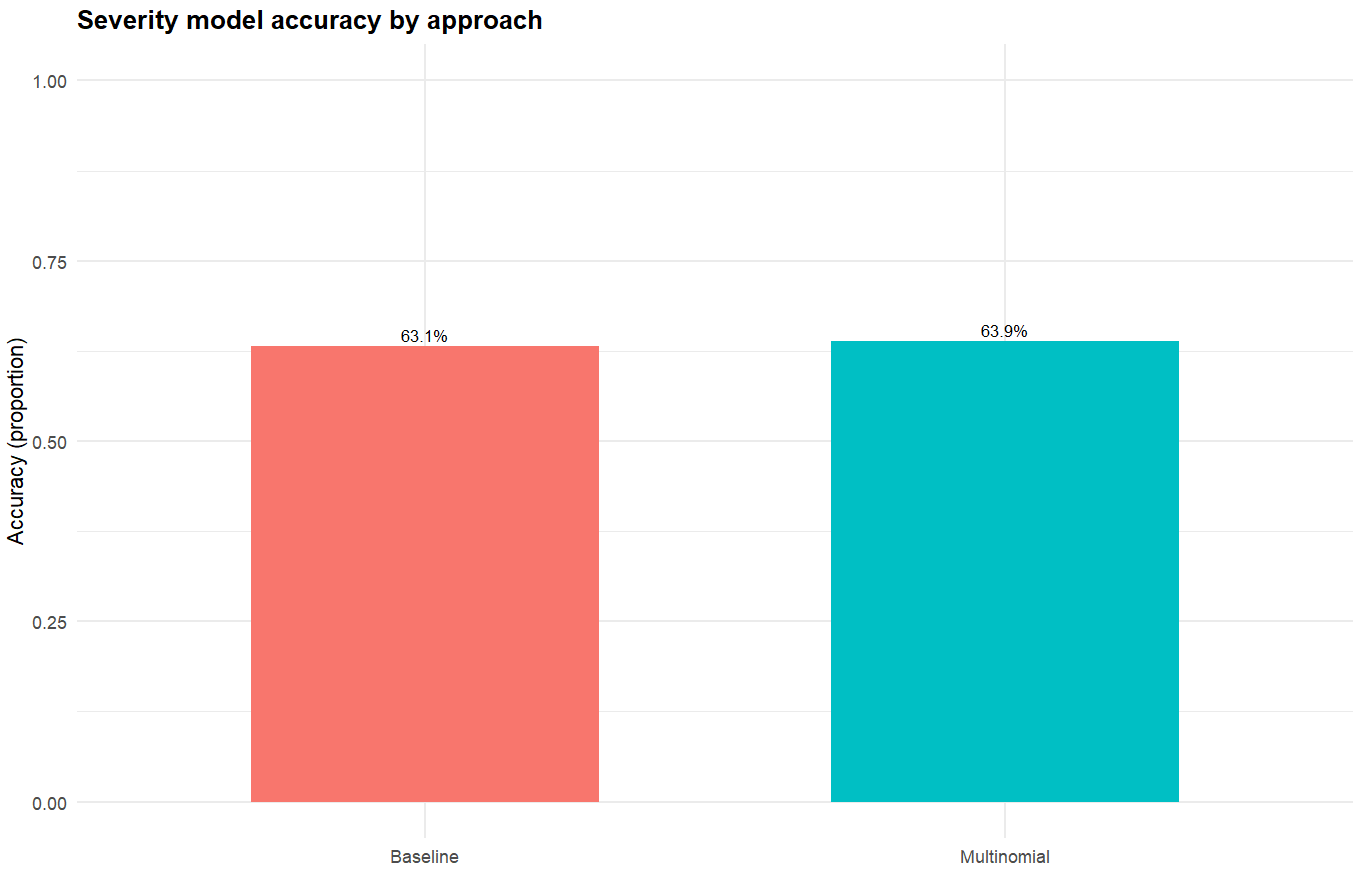 Severity model accuracy by approach
1.00
0.75
0.50
0.25
0.00
Accuracy (proportion)
63.1%
63.9%
Baseline
Multinomial